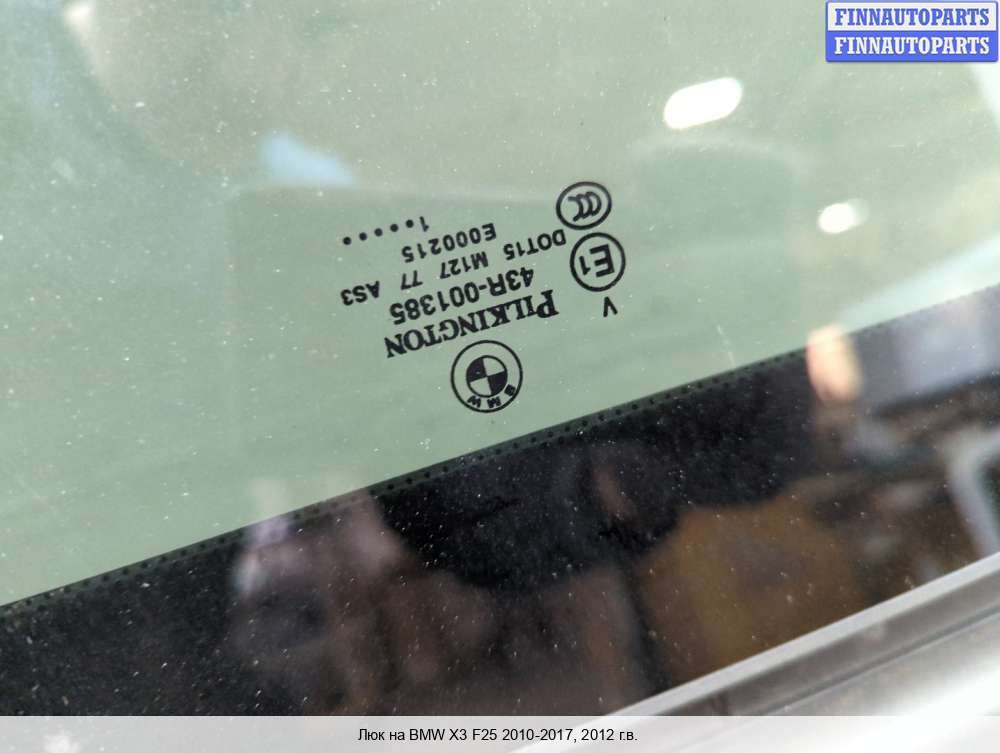 FINNAUTOPARTS
FINNAUTOPARTS
BMW
PILKINGTON
V
43R-001385
E1
DOT15 M127 77 AS3
E000215
CCC
1•.....
Люк на BMW X3 F25 2010-2017, 2012 г.в.